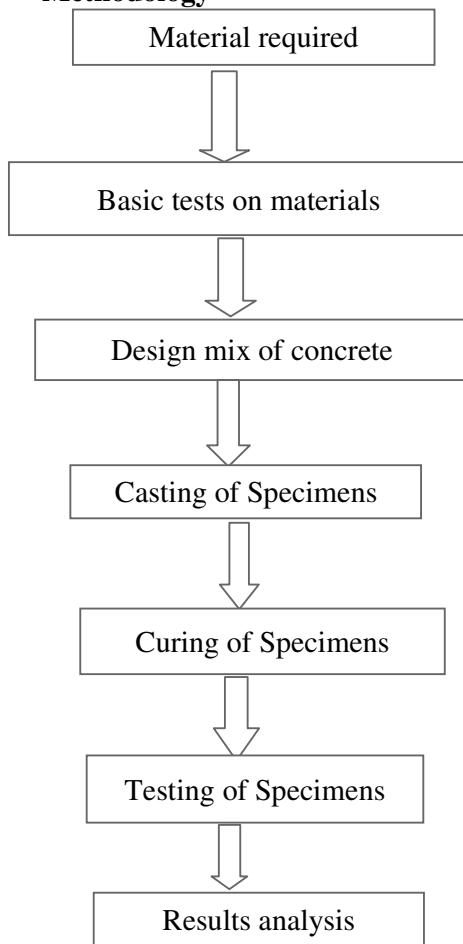 Methodology
Material required
Basic tests on materials
Design mix of concrete
Casting of Specimens
Curing of Specimens
Testing of Specimens
Results analysis